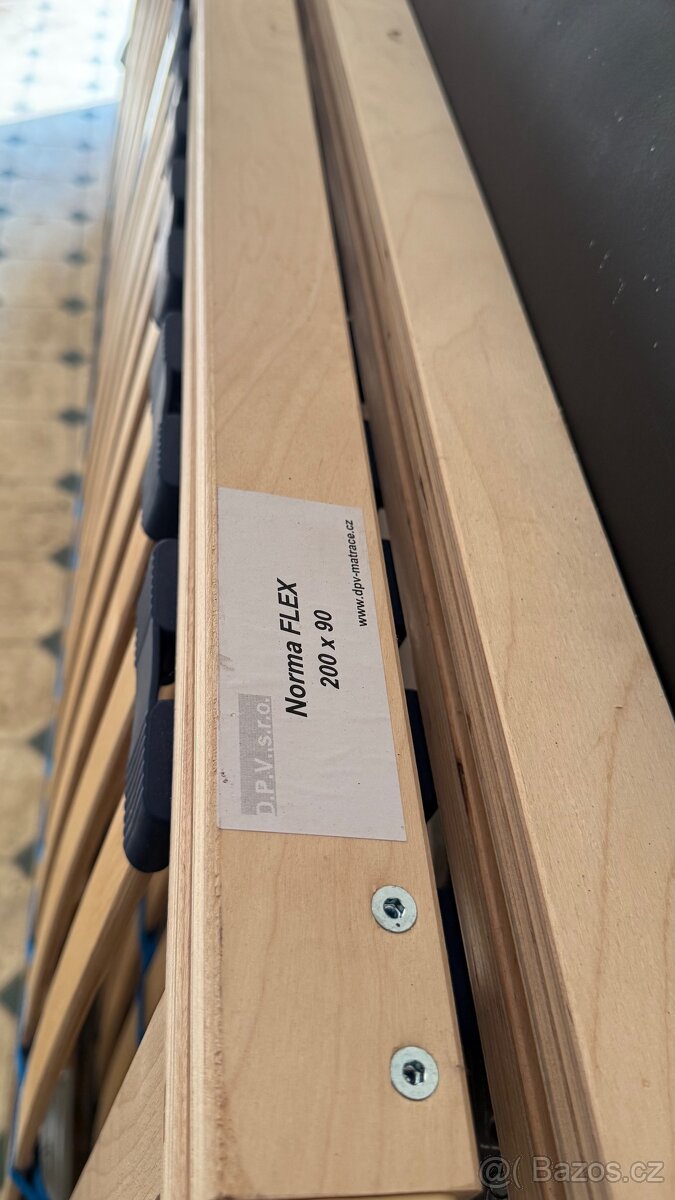 D.P.V. s.r.o.
Norma FLEX
200 x 90
www.dpv-matrace.cz
@( Bazos.cz